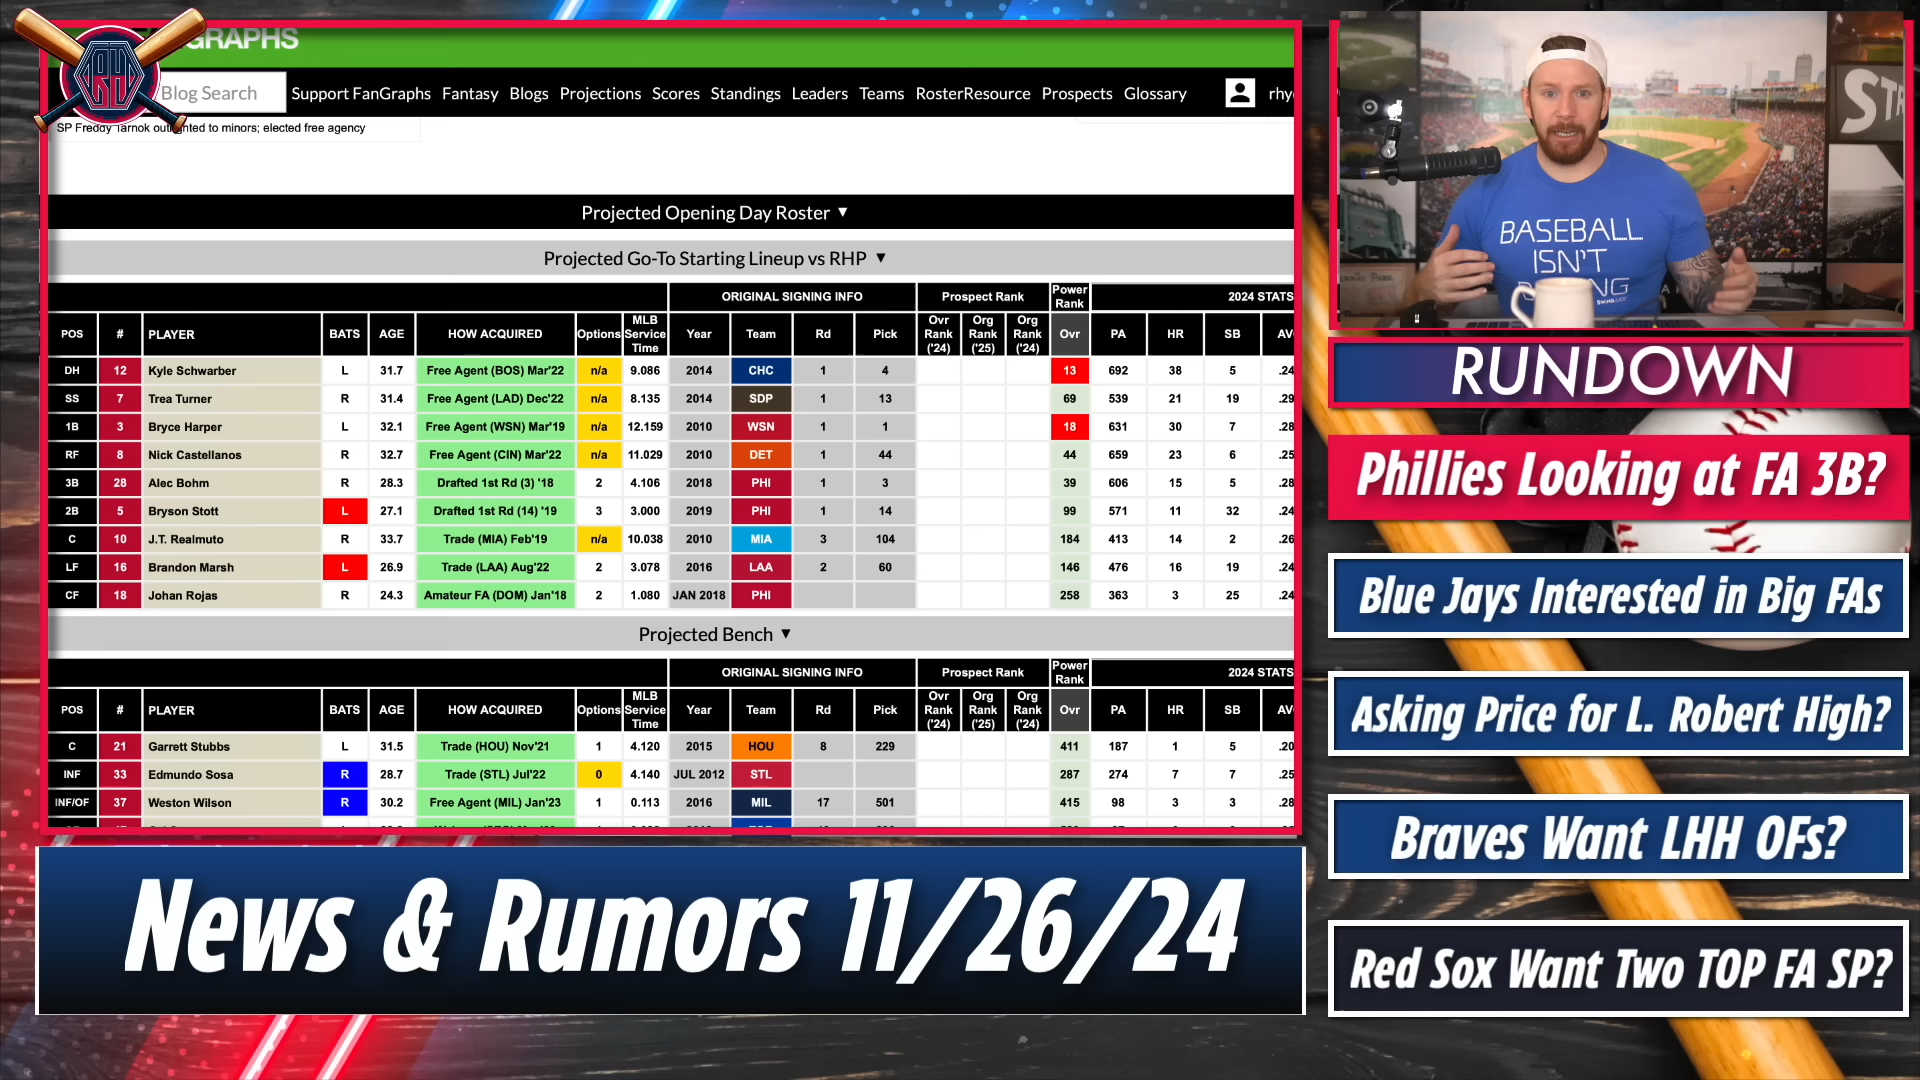 GRAPHS
Blog Search
Support FanGraphs Fantasy Blogs Projections Scores Standings Leaders Teams RosterResource Prospects Glossary
SP Freddy Tarnok outrighted to minors; elected free agency
Projected Opening Day Roster ▼
Projected Go-To Starting Lineup vs RHP ▼
ORIGINAL SIGNING INFO Prospect Rank Power Rank 2024 STATS
POS # PLAYER BATS AGE HOW ACQUIRED Options MLB Service Time Year Team Rd Pick Ovr Rank ('24) Org Rank ('25) Org Rank ('24) Ovr PA HR SB
DH 12 Kyle Schwarber L 31.7 Free Agent (BOS) Mar'22 n/a 9.086 2014 CHC 1 4 13 692 38 5 .24
SS 7 Trea Turner R 31.4 Free Agent (LAD) Dec'22 n/a 8.135 2014 SDP 1 13 69 539 21 19 .29
1B 3 Bryce Harper L 32.1 Free Agent (WSN) Mar'19 n/a 12.159 2010 WSN 1 1 18 631 30 7 .28
RF 8 Nick Castellanos R 32.7 Free Agent (CIN) Mar'22 n/a 11.029 2010 DET 1 44 44 659 23 6 .25
3B 28 Alec Bohm R 28.3 Drafted 1st Rd (3) '18 2 4.106 2018 PHI 1 3 39 606 15 5 .28
2B 5 Bryson Stott L 27.1 Drafted 1st Rd (14) '19 3 3.000 2019 PHI 1 14 99 571 11 32 .24
C 10 J.T. Realmuto R 33.7 Trade (MIA) Feb'19 n/a 10.038 2010 MIA 3 104 184 413 14 2 .26
LF 16 Brandon Marsh L 26.9 Trade (LAA) Aug'22 2 3.078 2016 LAA 2 60 146 476 16 19 .24
CF 18 Johan Rojas R 24.3 Amateur FA (DOM) Jan'18 2 1.080 JAN 2018 PHI 258 363 3 25 .24
Projected Bench ▼
ORIGINAL SIGNING INFO Prospect Rank Power Rank 2024 STATS
POS # PLAYER BATS AGE HOW ACQUIRED Options MLB Service Time Year Team Rd Pick Ovr Rank ('24) Org Rank ('25) Org Rank ('24) Ovr PA HR SB
C 21 Garrett Stubbs L 31.5 Trade (HOU) Nov'21 1 4.120 2015 HOU 8 229 411 187 1 5 .20
INF 33 Edmundo Sosa R 28.7 Trade (STL) Jul'22 0 4.140 JUL 2012 STL 287 274 7 7 .25
INF/OF 37 Weston Wilson R 30.2 Free Agent (MIL) Jan'23 1 0.113 2016 MIL 17 501 415 98 3 3 .28
News & Rumors 11/26/24
BASEBALL
ISN'T
RUNDOWN
Phillies Looking at FA 3B?
Blue Jays Interested in Big FAs
Asking Price for L. Robert High?
Braves Want LHH OFs?
Red Sox Want Two TOP FA SP?